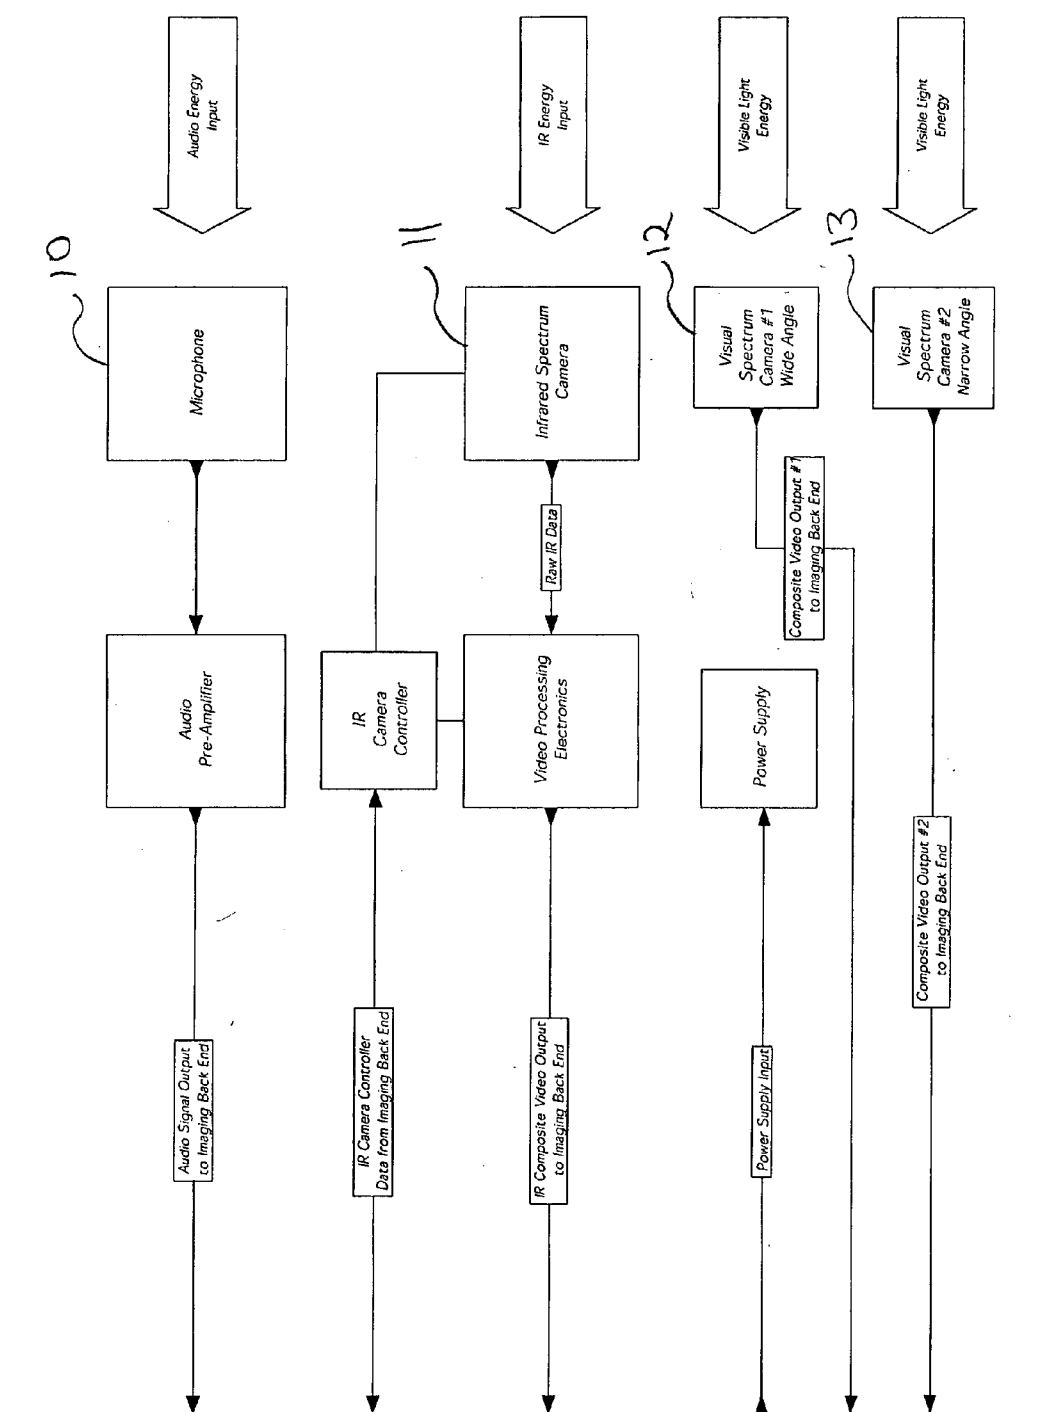 Audio Energy
Input
IR Energy
Input
Visible Light
Energy
Visible Light
Energy
10
11
12
13
Microphone
Infrared Spectrum
Camera
Visual
Spectrum
Camera #1
Wide Angle
Visual
Spectrum
Camera #2
Narrow Angle
Raw IR Data
Composite Video Output #1
to Imaging Back End
Audio
Pre-Amplifier
IR
Camera
Controller
Video Processing
Electronics
Power Supply
Composite Video Output #2
to Imaging Back End
Audio Signal Output
to Imaging Back End
IR Camera Controller
Data from Imaging Back End
IR Composite Video Output
to Imaging Back End
Power Supply Input